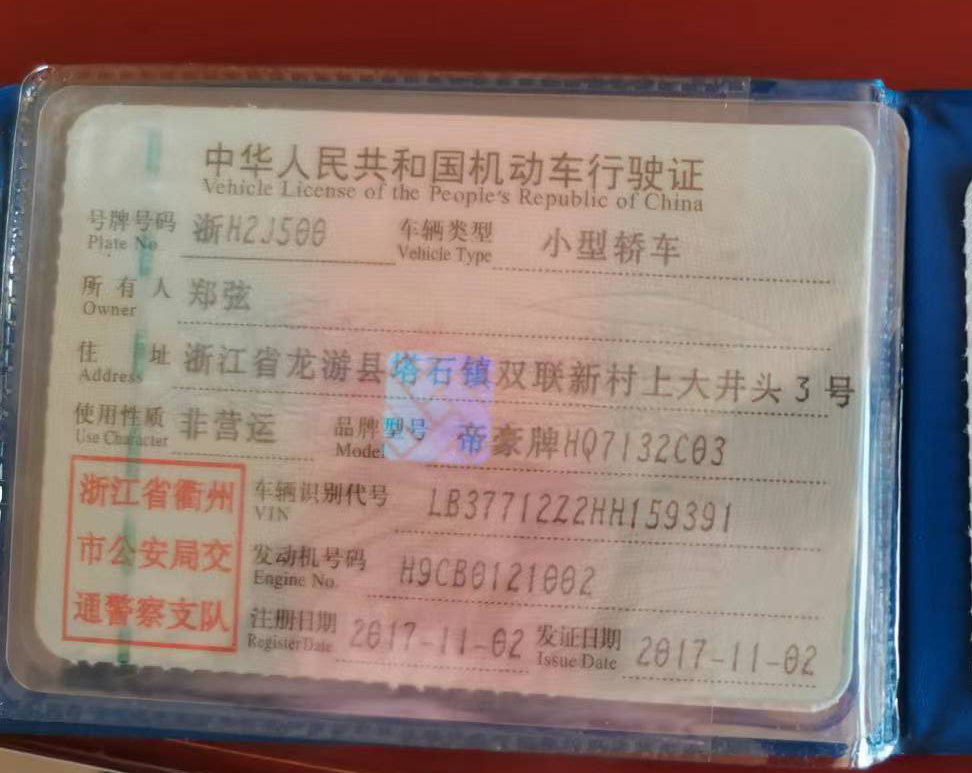 中华人民共和国机动车行驶证
Vehicle License of the People's Republic of China
号牌号码 浙H2J500 车辆类型 小型轿车
Plate No. Vehicle Type
所有人 郑弦
Owner
住址 浙江省龙游县塔石镇双联新村上大井头3号
Address
使用性质 非营运 品牌型号 帝豪牌HQ7132C03
Use Character Model
浙江省衢州
市公安局交
通警察支队
车辆识别代号 LB37712Z2HH159391
VIN
发动机号码 H9CB0121002
Engine No.
注册日期 2017-11-02 发证日期 2017-11-02
Register Date Issue Date